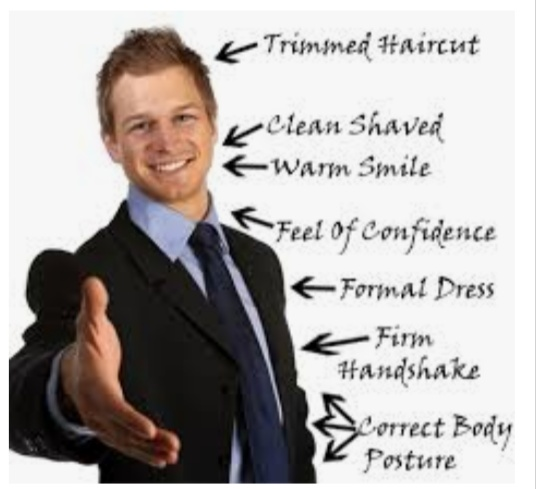 Trimmed Haircut
Clean Shaved
Warm Smile
Feel Of Confidence
Formal Dress
Firm
Handshake
Correct Body
Posture